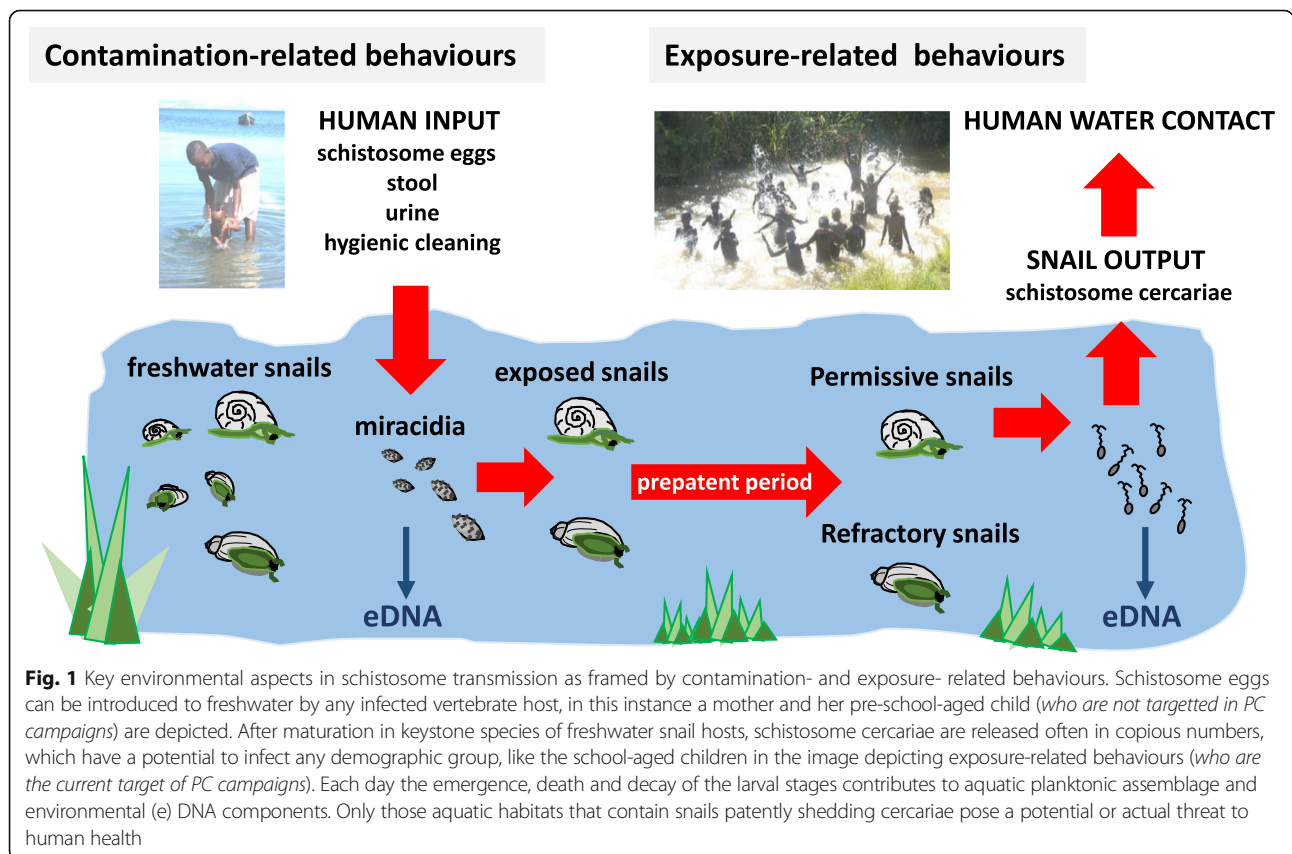 Contamination-related behaviours
Exposure-related behaviours
HUMAN INPUT
schistosome eggs
stool
urine
hygienic cleaning
HUMAN WATER CONTACT
SNAIL OUTPUT
schistosome cercariae
freshwater snails
miracidia
exposed snails
prepatent period
Permissive snails
Refractory snails
eDNA
eDNA
Fig. 1 Key environmental aspects in schistosome transmission as framed by contamination- and exposure- related behaviours. Schistosome eggs
can be introduced to freshwater by any infected vertebrate host, in this instance a mother and her pre-school-aged child (who are not targetted in PC
campaigns) are depicted. After maturation in keystone species of freshwater snail hosts, schistosome cercariae are released often in copious numbers,
which have a potential to infect any demographic group, like the school-aged children in the image depicting exposure-related behaviours (who are
the current target of PC campaigns). Each day the emergence, death and decay of the larval stages contributes to aquatic planktonic assemblage and
environmental (e) DNA components. Only those aquatic habitats that contain snails patently shedding cercariae pose a potential or actual threat to
human health